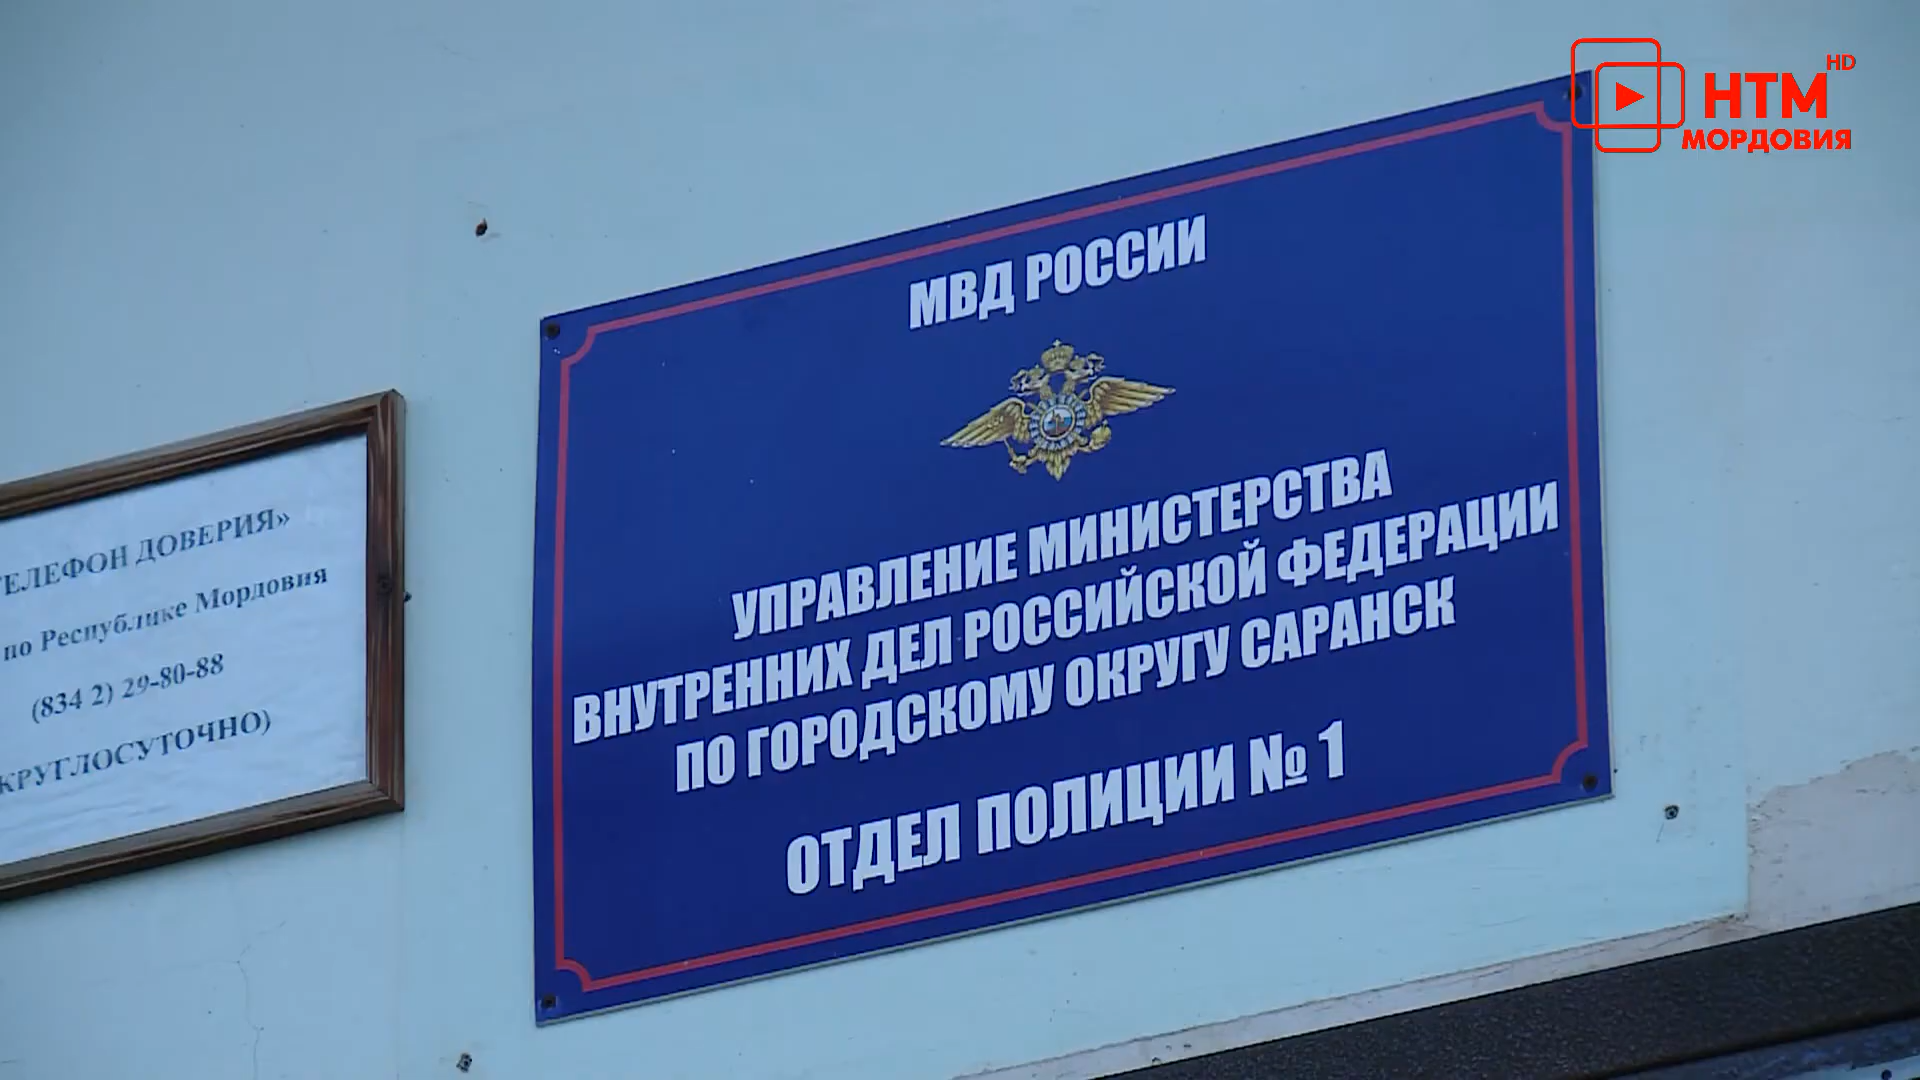 НТМ HD
МОРДОВИЯ
МВД РОССИИ
УПРАВЛЕНИЕ МИНИСТЕРСТВА
ВНУТРЕННИХ ДЕЛ РОССИЙСКОЙ ФЕДЕРАЦИИ
ПО ГОРОДСКОМУ ОКРУГУ САРАНСК
ОТДЕЛ ПОЛИЦИИ № 1
ТЕЛЕФОН ДОВЕРИЯ»
по Республике Мордовия
(834 2) 29-80-88
КРУГЛОСУТОЧНО)